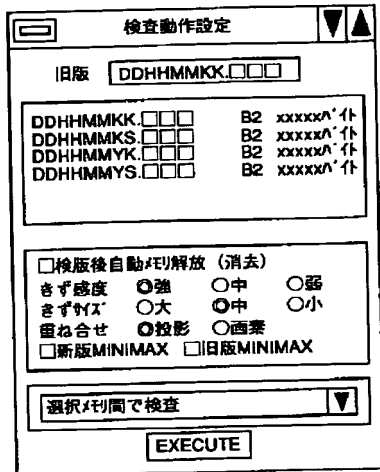 検査動作設定
旧版 DDHHMMKK.□□□
DDHHMMKK.□□□ B2 xxxxxバイト
DDHHMMKS.□□□ B2 xxxxxバイト
DDHHMMYK.□□□ B2 xxxxxバイト
DDHHMMYS.□□□ B2 xxxxxバイト
□検版後自動メモリ解放（消去）
きず感度 ◎強 ○中 ○弱
きずサイズ ○大 ◎中 ○小
重ね合せ ◎投影 ○画素
□新版MINIMAX □旧版MINIMAX
選択メモリ間で検査
EXECUTE